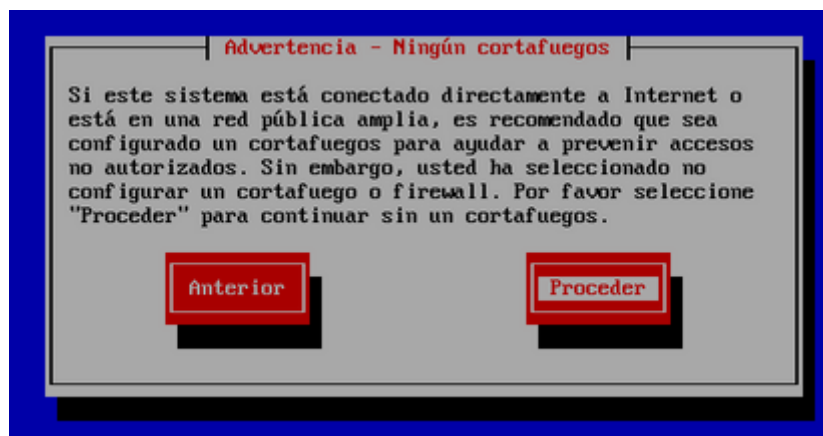 Advertencia - Ningún cortafuegos
Si este sistema está conectado directamente a Internet o
está en una red pública amplia, es recomendado que sea
configurado un cortafuegos para ayudar a prevenir accesos
no autorizados. Sin embargo, usted ha seleccionado no
configurar un cortafuego o firewall. Por favor seleccione
"Proceder" para continuar sin un cortafuegos.
Anterior
Proceder